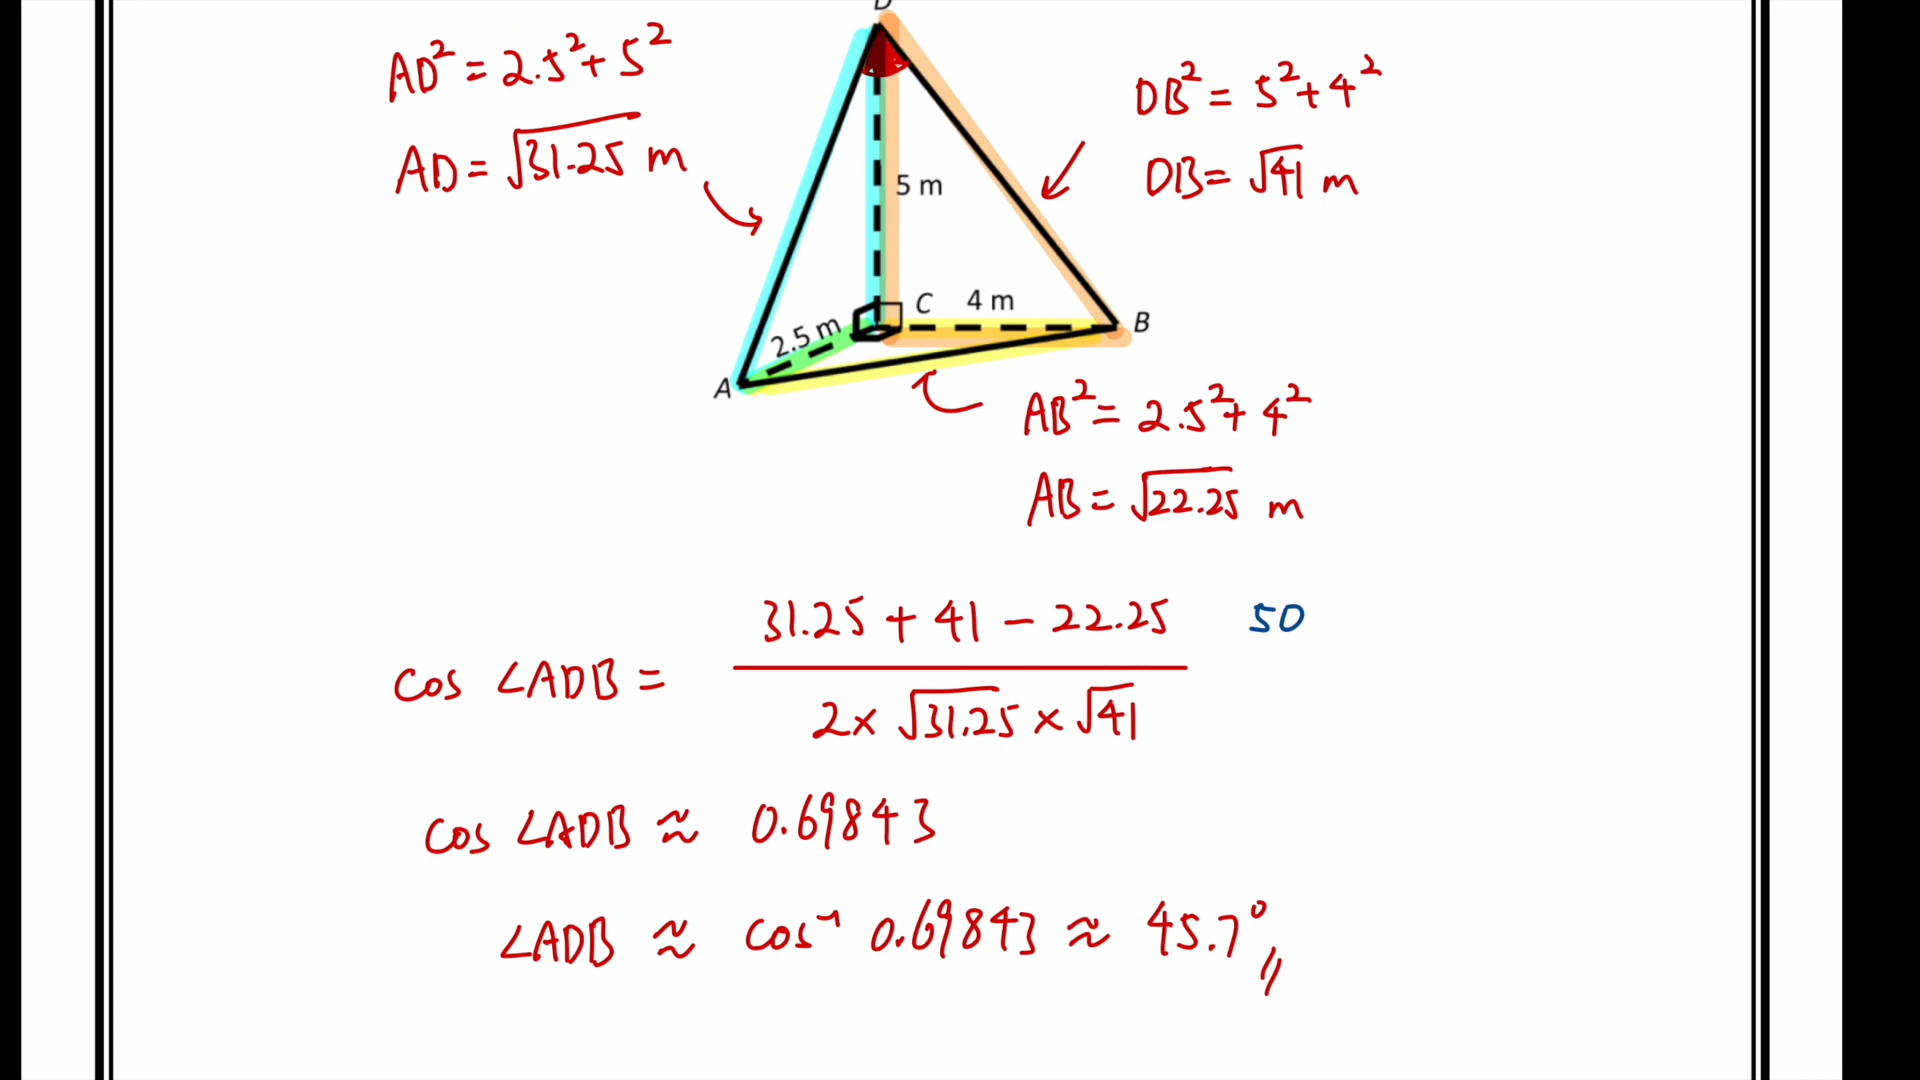 D
AD² = 2.5² + 5²
AD = √31.25 m
DB² = 5² + 4²
DB = √41 m
5 m
C
4 m
B
2.5 m
A
AB² = 2.5² + 4²
AB = √22.25 m
31.25 + 41 − 22.25 50
cos ∠ADB =
2 × √31.25 × √41
cos ∠ADB ≈ 0.69843
∠ADB ≈ cos⁻¹ 0.69843 ≈ 45.7°